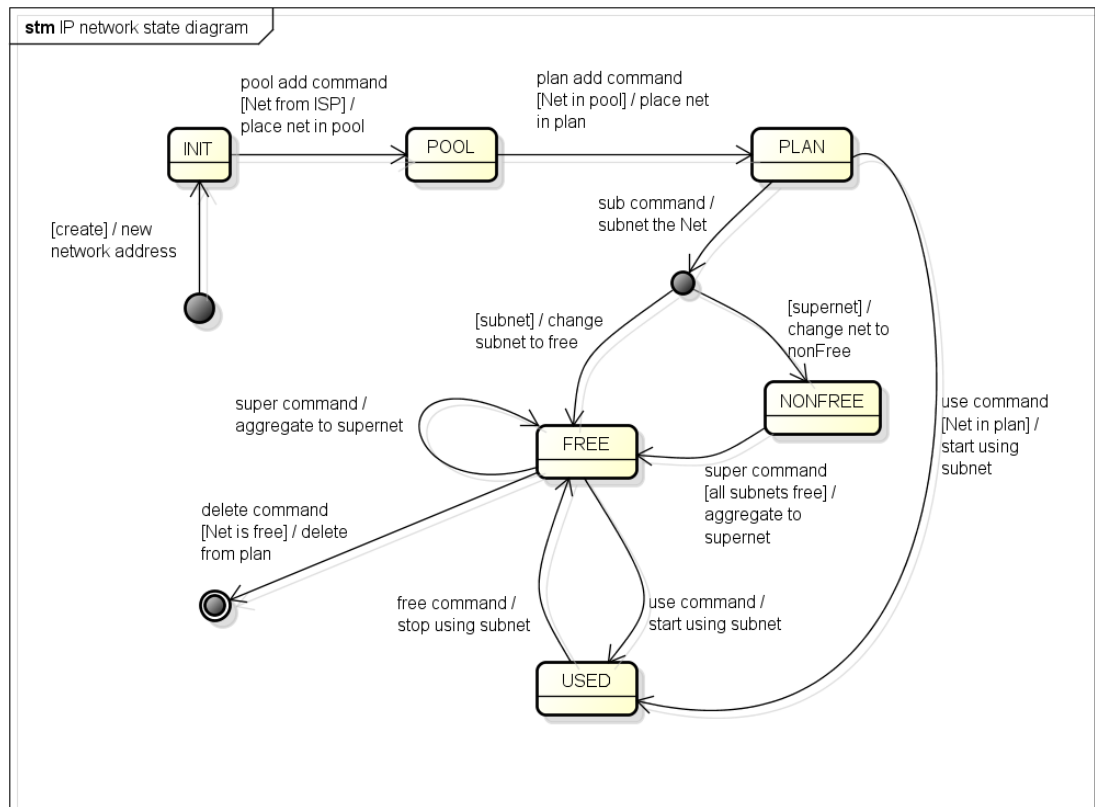 stm IP network state diagram
pool add command
[Net from ISP] /
place net in pool
plan add command
[Net in pool] / place net
in plan
INIT
POOL
PLAN
[create] / new
network address
sub command /
subnet the Net
[subnet] / change
subnet to free
[supernet] /
change net to
nonFree
super command /
aggregate to supernet
NONFREE
use command
[Net in plan] /
start using
subnet
FREE
super command
[all subnets free] /
aggregate to
supernet
delete command
[Net is free] / delete
from plan
free command /
stop using subnet
use command /
start using subnet
USED